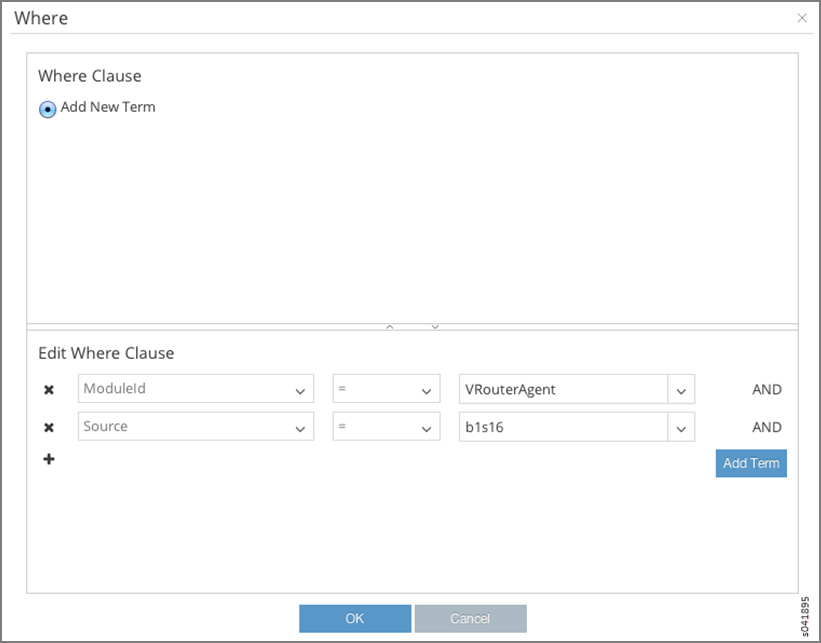 Where
Where Clause
Add New Term
Edit Where Clause
ModuleId = VRouterAgent AND
Source = b1s16 AND
Add Term
OK Cancel
s041895